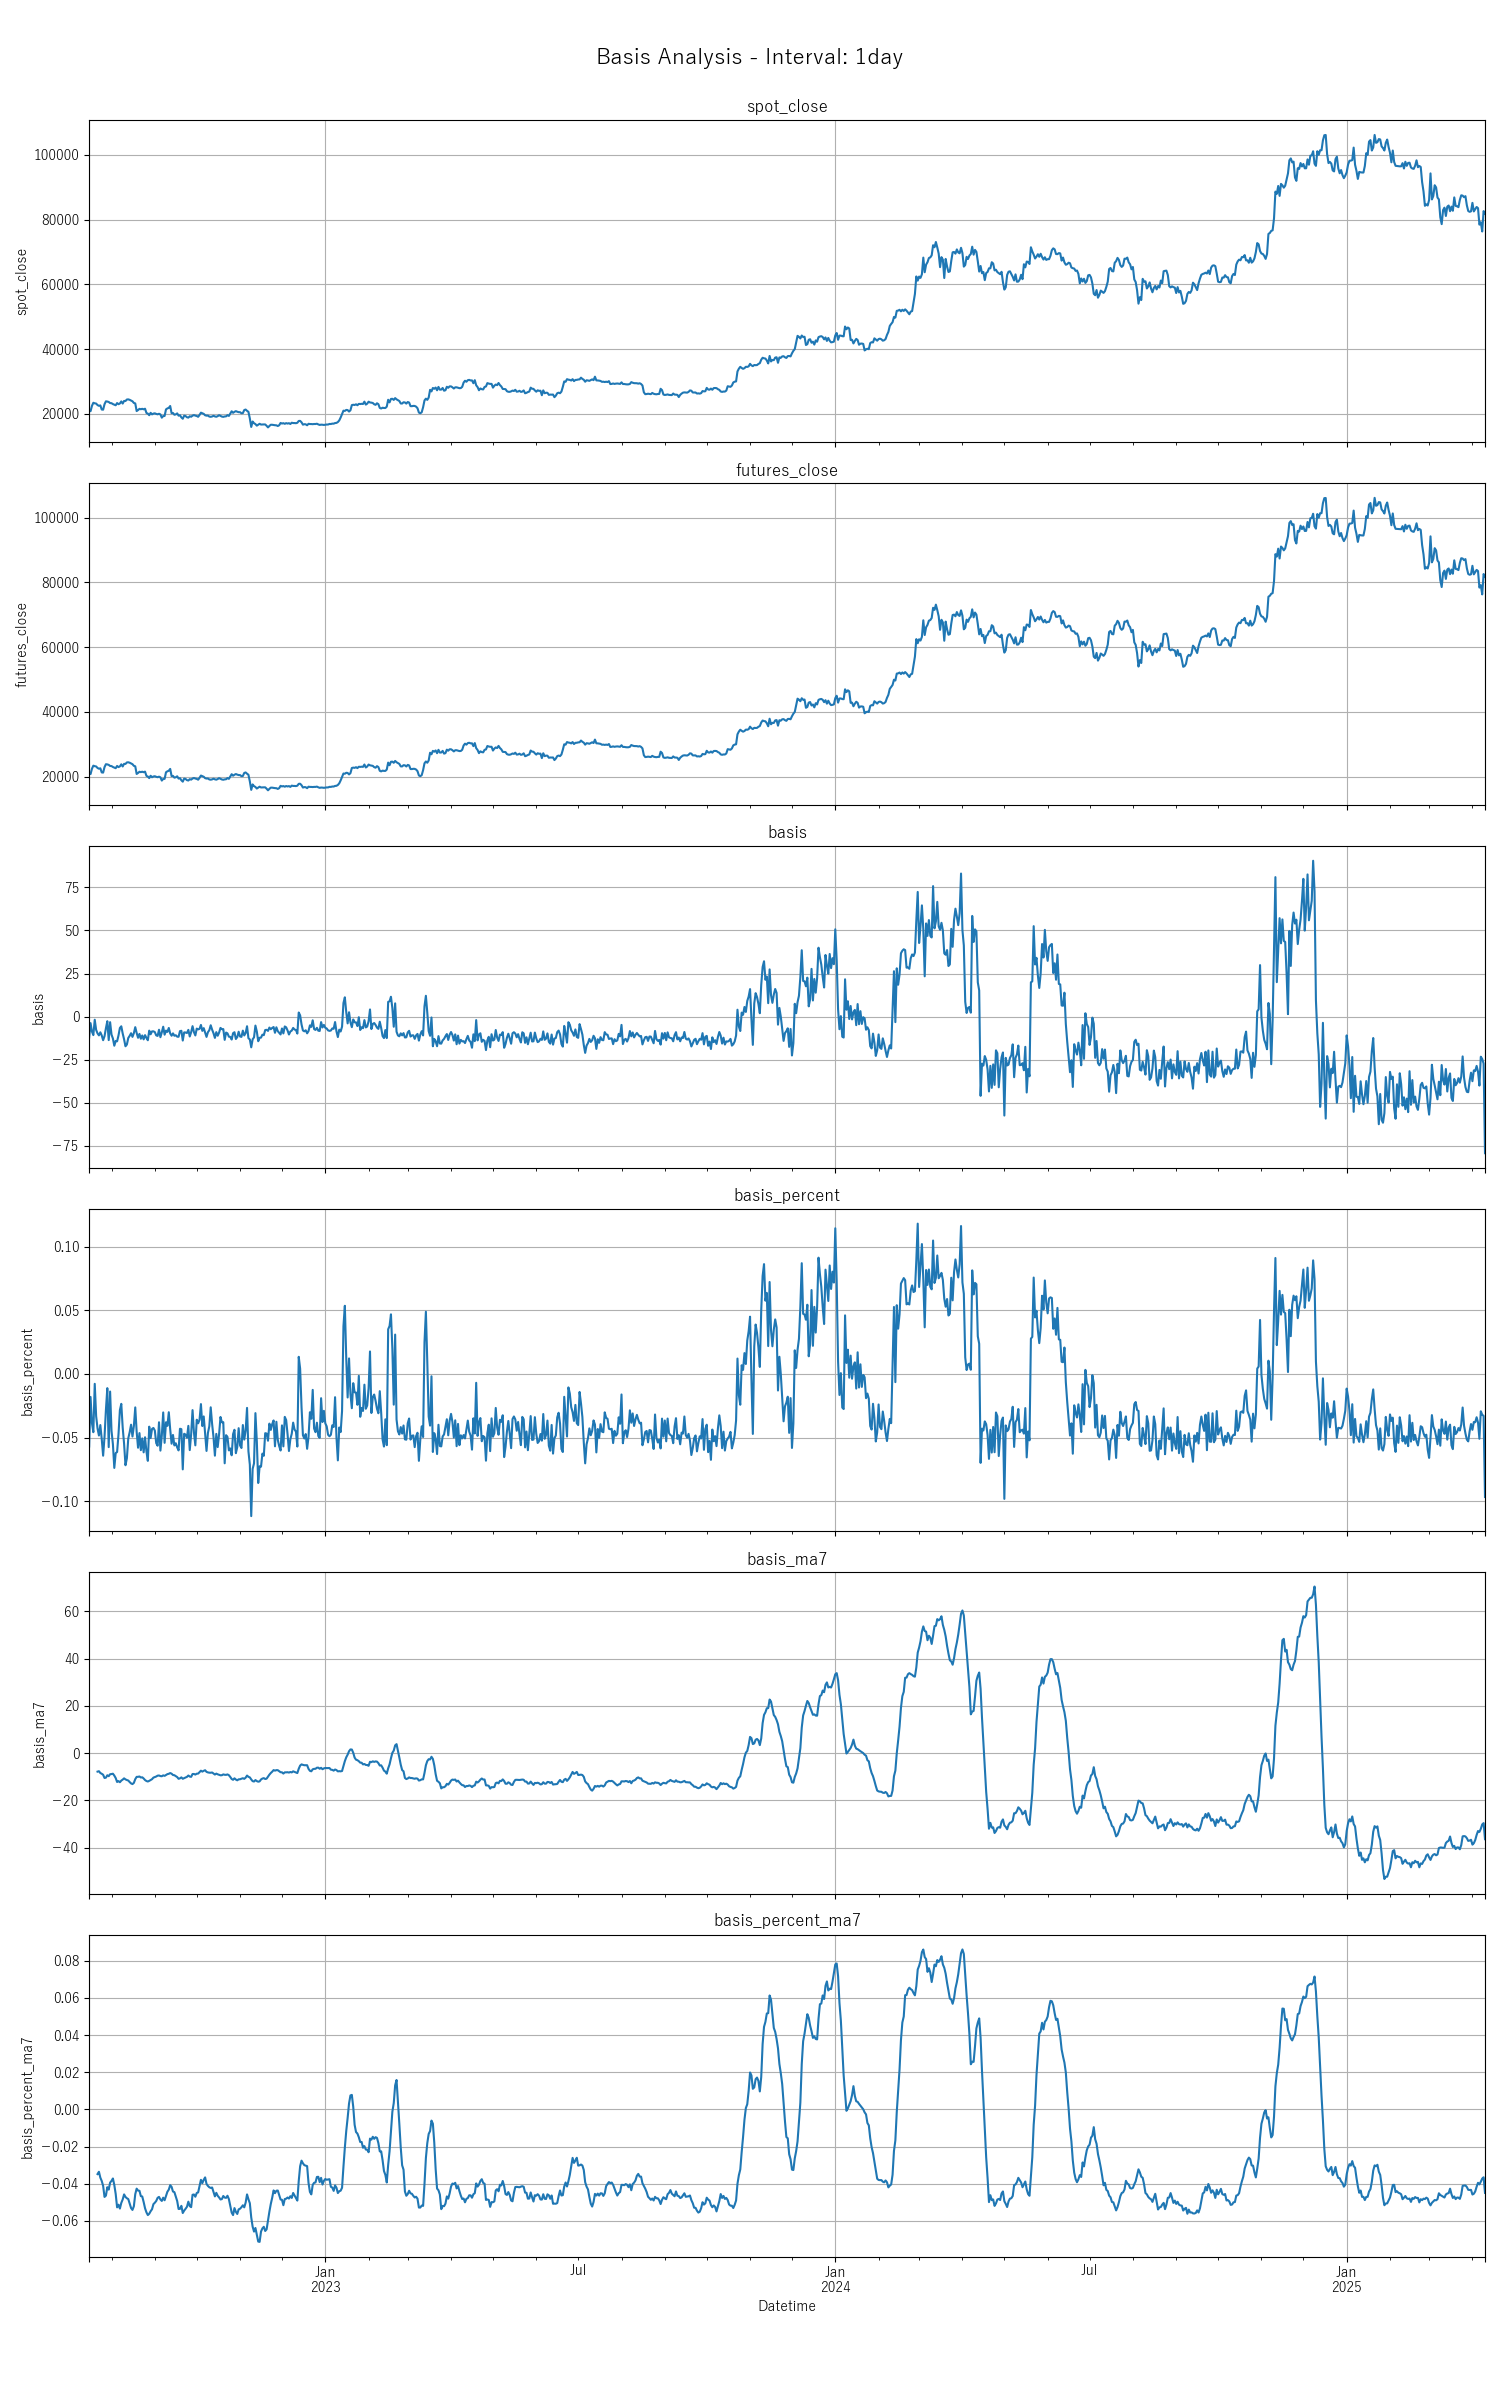 Basis Analysis - Interval: 1day
spot_close
100000
80000
60000
40000
20000
spot_close
futures_close
100000
80000
60000
40000
20000
futures_close
basis
75
50
25
0
−25
−50
−75
basis
basis_percent
0.10
0.05
0.00
−0.05
−0.10
basis_percent
basis_ma7
60
40
20
0
−20
−40
basis_ma7
basis_percent_ma7
0.08
0.06
0.04
0.02
0.00
−0.02
−0.04
−0.06
basis_percent_ma7
Jan
2023
Jul
Jan
2024
Jul
Jan
2025
Datetime